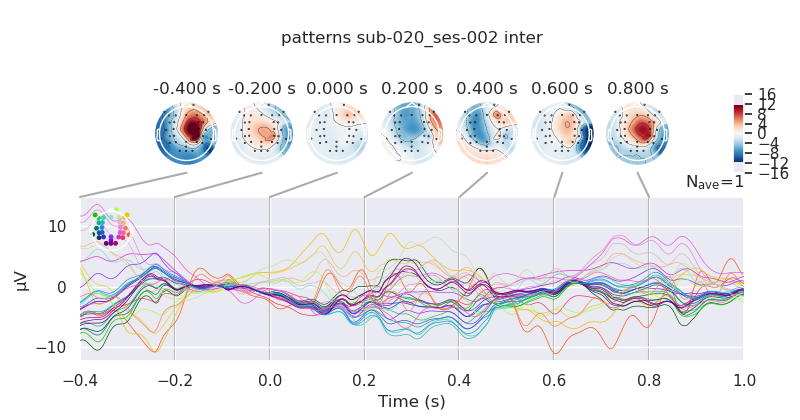 patterns sub-020_ses-002 inter
-0.400 s -0.200 s 0.000 s 0.200 s 0.400 s 0.600 s 0.800 s
16
12
8
4
0
−4
−8
−12
−16
Nave=1
10
0
−10
µV
−0.4 −0.2 0.0 0.2 0.4 0.6 0.8 1.0
Time (s)